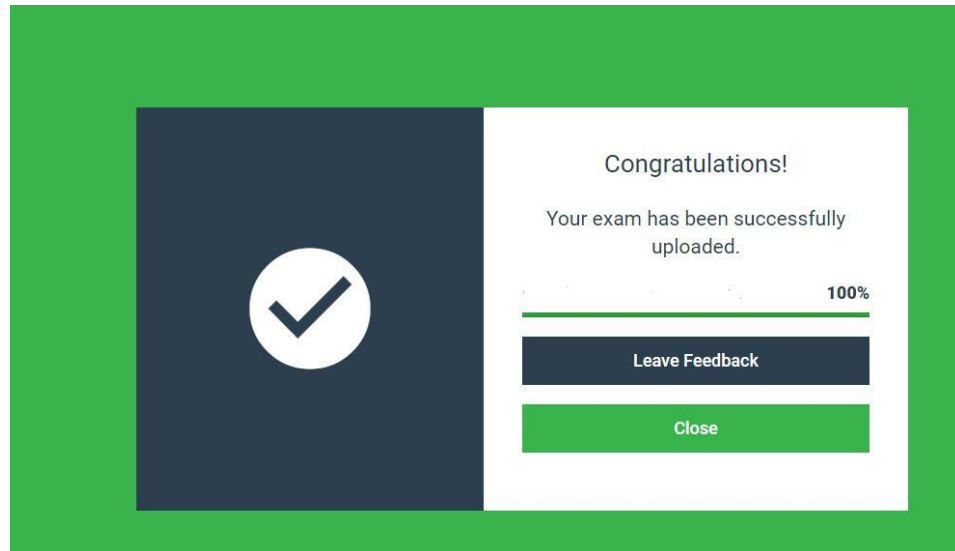 Congratulations!
Your exam has been successfully
uploaded.
100%
Leave Feedback
Close